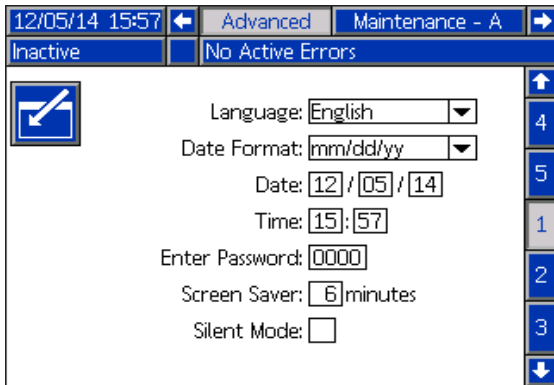 12/05/14 15:57 Advanced Maintenance - A
Inactive No Active Errors
Language: English
4
Date Format: mm/dd/yy
5
Date: 12 / 05 / 14
Time: 15 : 57
1
Enter Password: 0000
2
Screen Saver: 6 minutes
Silent Mode:
3